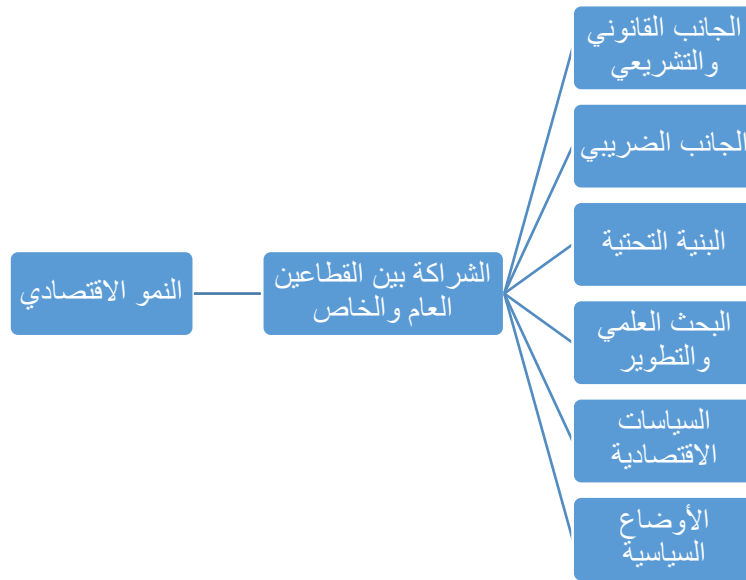 الجانب القانوني
والتشريعي
الجانب الضريبي
البنية التحتية
الشراكة بين القطاعين
العام والخاص
النمو الاقتصادي
البحث العلمي
والتطوير
السياسات
الاقتصادية
الأوضاع
السياسية